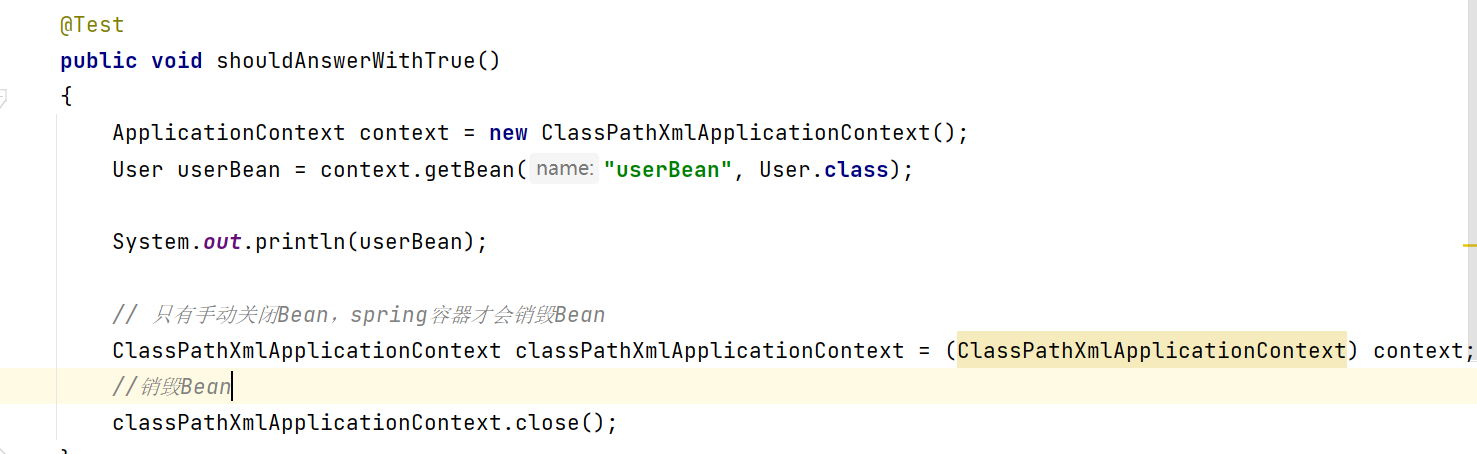 @Test
public void shouldAnswerWithTrue()
{
ApplicationContext context = new ClassPathXmlApplicationContext();
User userBean = context.getBean( name: "userBean", User.class);
System.out.println(userBean);
// 只有手动关闭Bean，spring容器才会销毁Bean
ClassPathXmlApplicationContext classPathXmlApplicationContext = (ClassPathXmlApplicationContext) context;
//销毁Bean
classPathXmlApplicationContext.close();
}